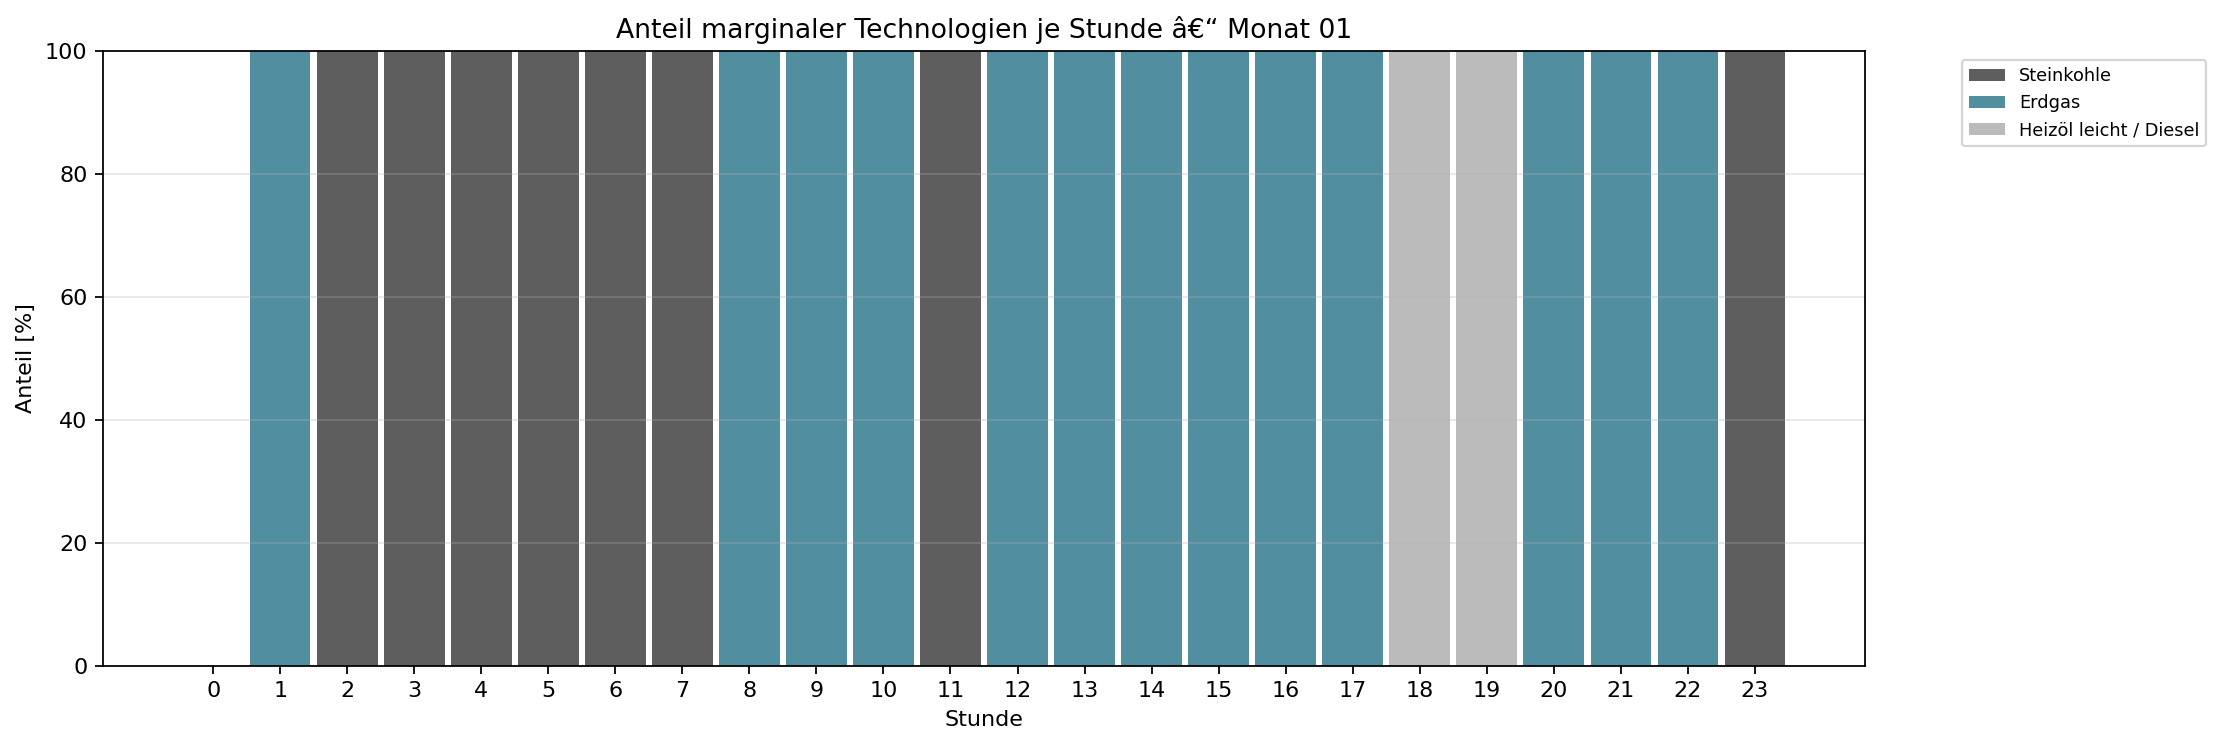 Anteil marginaler Technologien je Stunde â€“ Monat 01
100
80
60
40
20
0
Anteil [%]
0 1 2 3 4 5 6 7 8 9 10 11 12 13 14 15 16 17 18 19 20 21 22 23
Stunde
Steinkohle
Erdgas
Heizöl leicht / Diesel